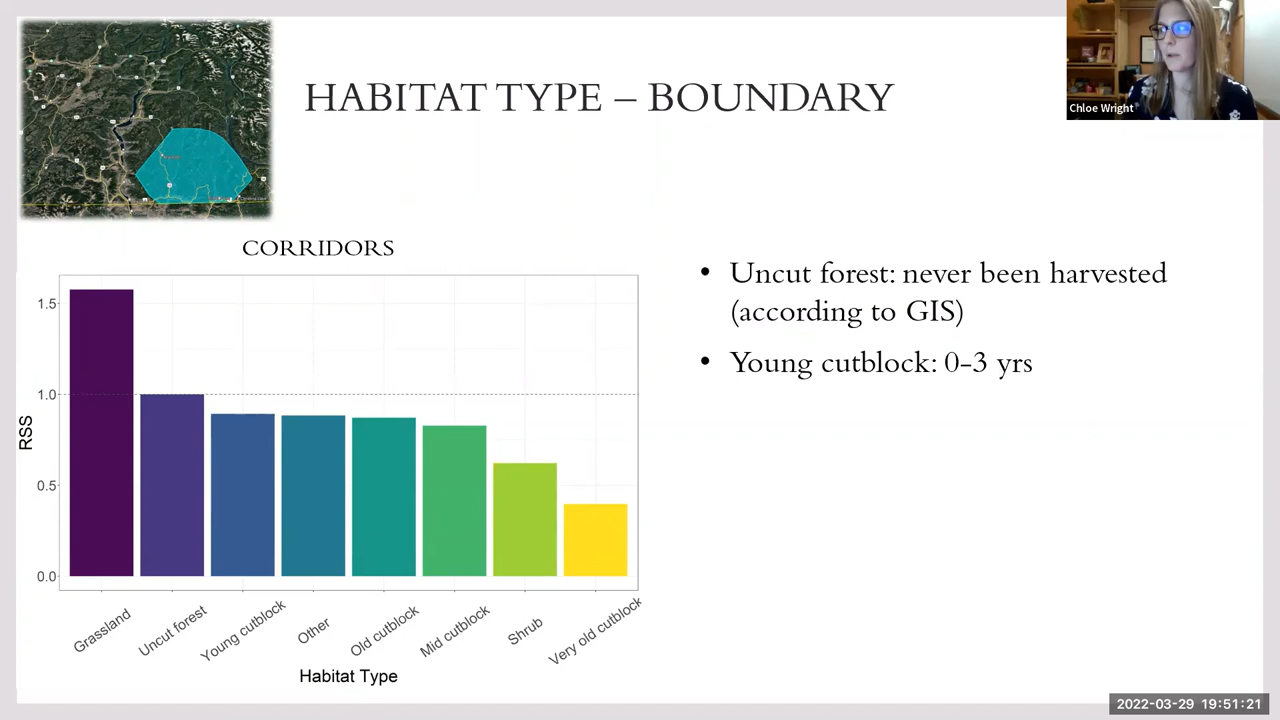 HABITAT TYPE – BOUNDARY
Chloe Wright
CORRIDORS
1.5
1.0
0.5
0.0
RSS
Grassland
Uncut forest
Young cutblock
Other
Old cutblock
Mid cutblock
Shrub
Very old cutblock
Habitat Type
• Uncut forest: never been harvested
(according to GIS)
• Young cutblock: 0-3 yrs
2022-03-29 19:51:21